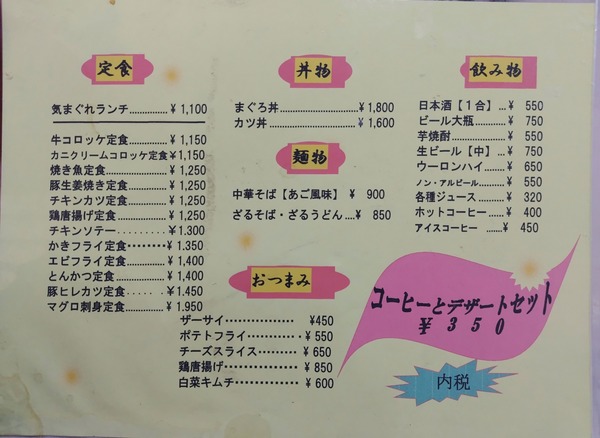 定食
気まぐれランチ............¥ 1,100
牛コロッケ定食............¥ 1,150
カニクリームコロッケ定食¥ 1,150
焼き魚定食..................¥ 1,250
豚生姜焼き定食............¥ 1,250
チキンカツ定食............¥ 1,250
鶏唐揚げ定食...............¥ 1,250
チキンソテー...............¥1.300
かきフライ定食・・・・・・・・¥ 1.350
エビフライ定食............¥ 1,400
とんかつ定食...............¥ 1,400
豚ヒレカツ定食.........¥1.450
マグロ刺身定食............¥ 1.950
丼物
まぐろ丼.....................¥ 1,800
カツ丼........................¥ 1,600
麺物
中華そば【あご風味】 ¥ 900
ざるそば・ざるうどん ....¥ 850
おつまみ
ザーサイ・・・・・・・・・・・・・ ¥450
ポテトフライ・・・・・・・・・・¥ 550
チーズスライス・・・・・・・・¥ 650
鶏唐揚げ・・・・・・・・・・・・・¥ 850
白菜キムチ・・・・・・・・・・・¥ 600
飲み物
日本酒【１合】 ...¥ 550
ビール大瓶.........¥ 750
芋焼酎...............¥ 550
生ビール【中】 ...¥ 750
ウーロンハイ......¥ 650
ノン・アルビール......¥ 550
各種ジュース......¥ 320
ホットコーヒー.....¥ 400
アイスコーヒー ...... ¥ 450
コーヒーとデザートセット
¥３５０
内税